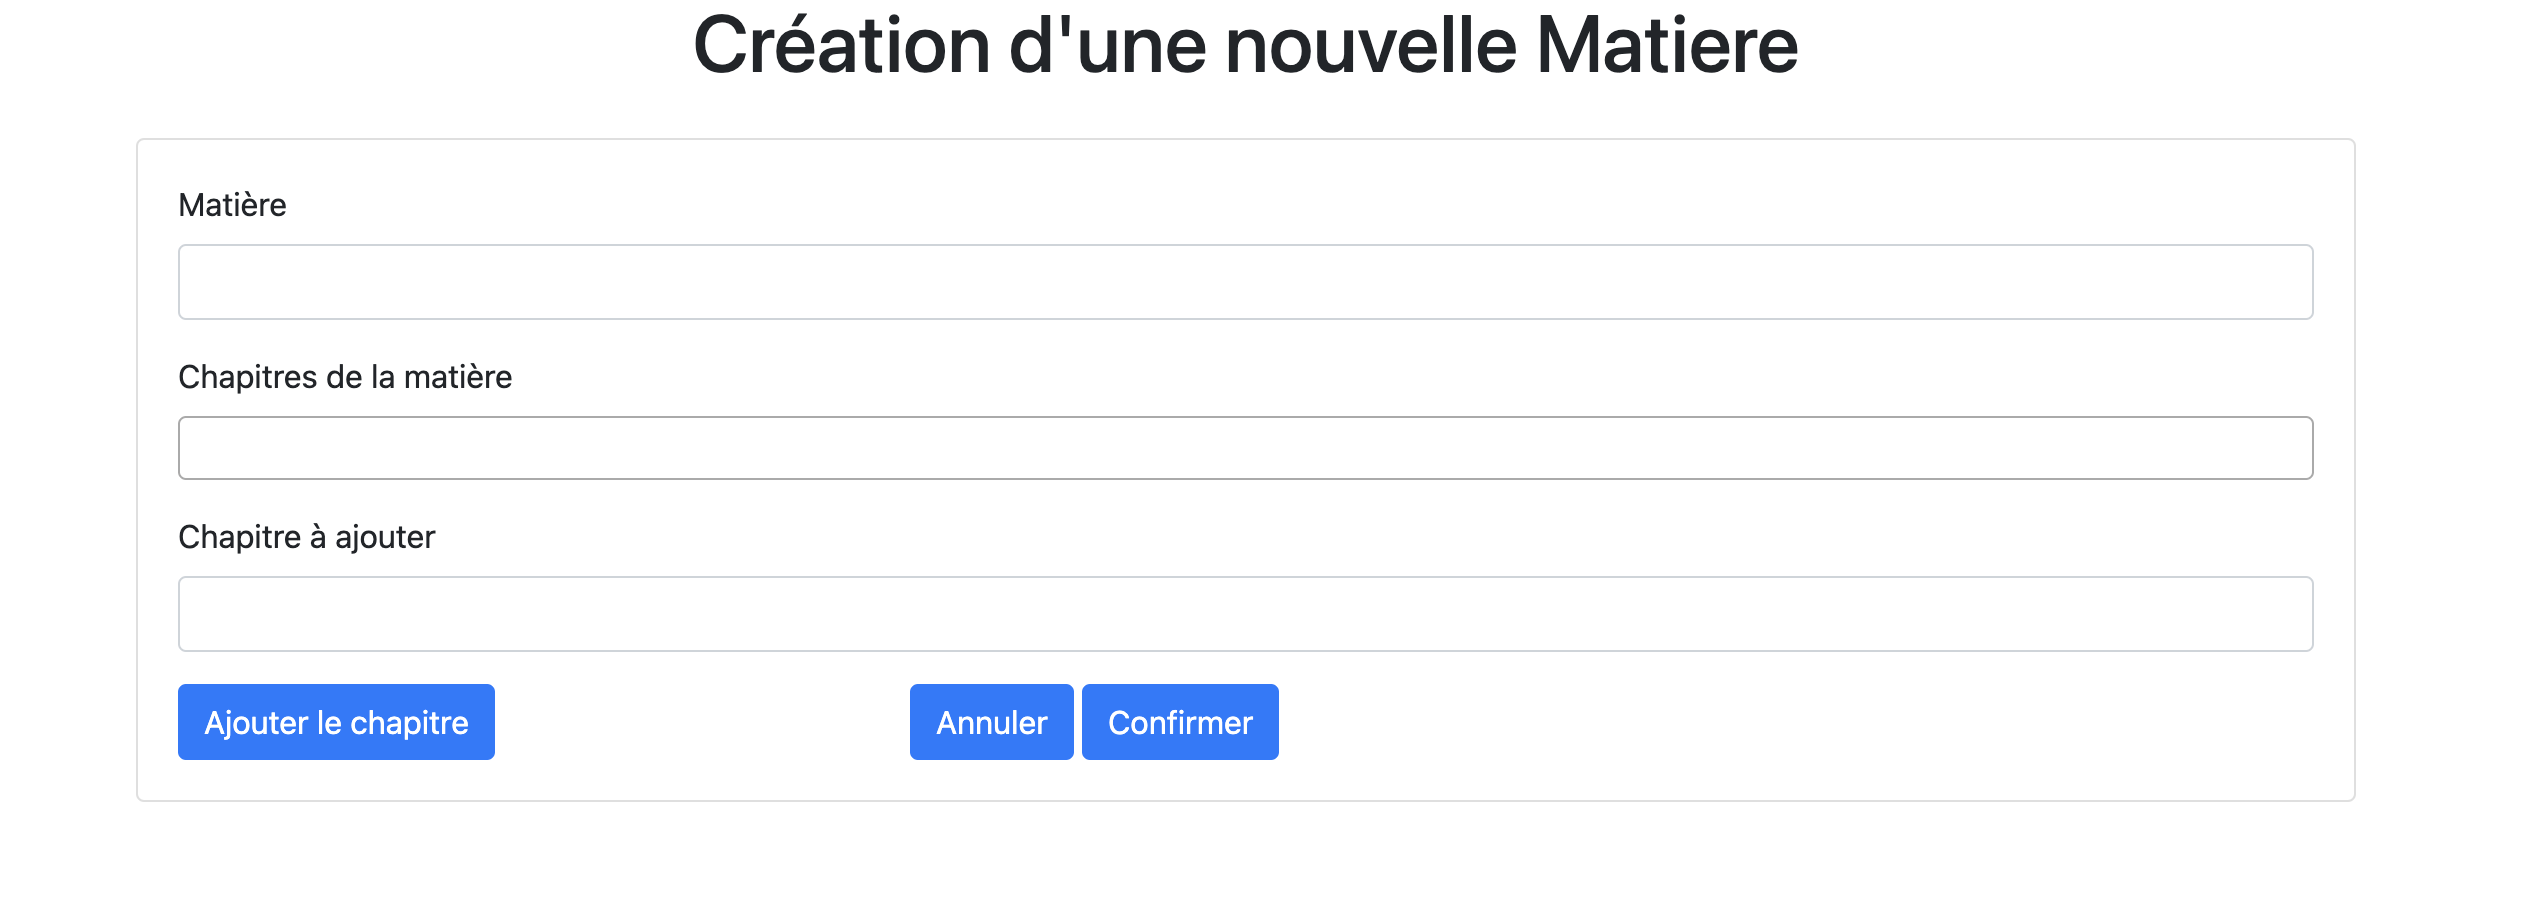 Création d'une nouvelle Matiere
Matière
Chapitres de la matière
Chapitre à ajouter
Ajouter le chapitre Annuler Confirmer